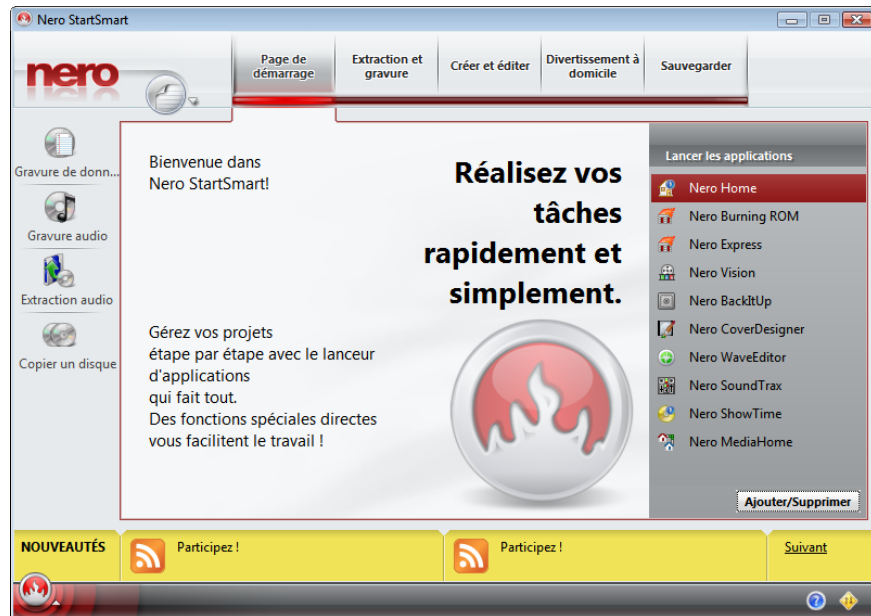 Nero StartSmart
nero
Page de
démarrage
Extraction et
gravure
Créer et éditer
Divertissement à
domicile
Sauvegarder
Gravure de donn...
Gravure audio
Extraction audio
Copier un disque
Bienvenue dans
Nero StartSmart!
Réalisez vos
tâches
rapidement et
simplement.
Gérez vos projets
étape par étape avec le lanceur
d'applications
qui fait tout.
Des fonctions spéciales directes
vous facilitent le travail !
Lancer les applications
Nero Home
Nero Burning ROM
Nero Express
Nero Vision
Nero BackItUp
Nero CoverDesigner
Nero WaveEditor
Nero SoundTrax
Nero ShowTime
Nero MediaHome
Ajouter/Supprimer
NOUVEAUTÉS
Participez !
Participez !
Suivant